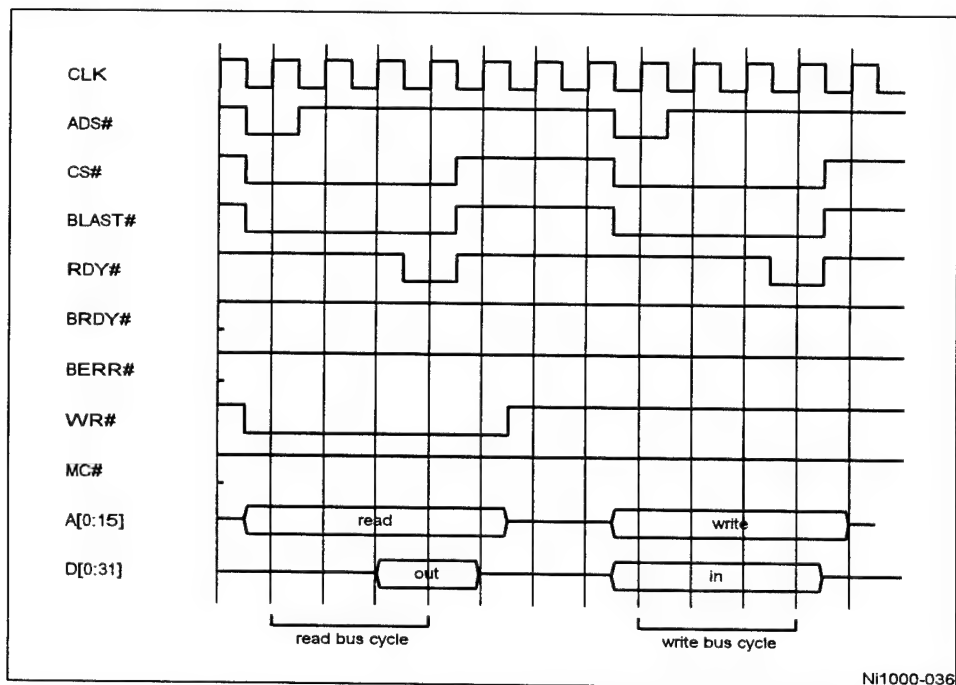 CLK
ADS#
CS#
BLAST#
RDY#
BRDY#
BERR#
W/R#
MC#
A[0:15] read write
D[0:31] out in
read bus cycle write bus cycle
Ni1000-036